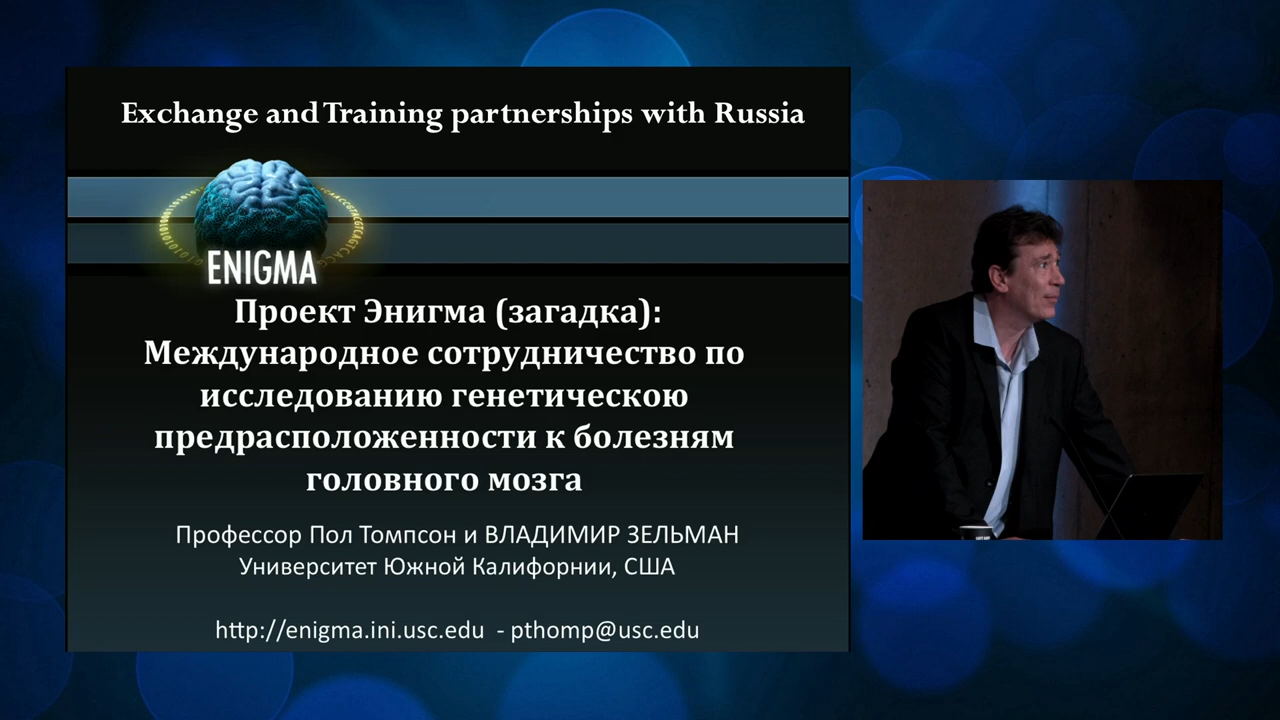 Exchange and Training partnerships with Russia
ENIGMA
Проект Энигма (загадка):
Международное сотрудничество по
исследованию генетическою
предрасположенности к болезням
головного мозга
Профессор Пол Томпсон и ВЛАДИМИР ЗЕЛЬМАН
Университет Южной Калифорнии, США
http://enigma.ini.usc.edu - pthomp@usc.edu